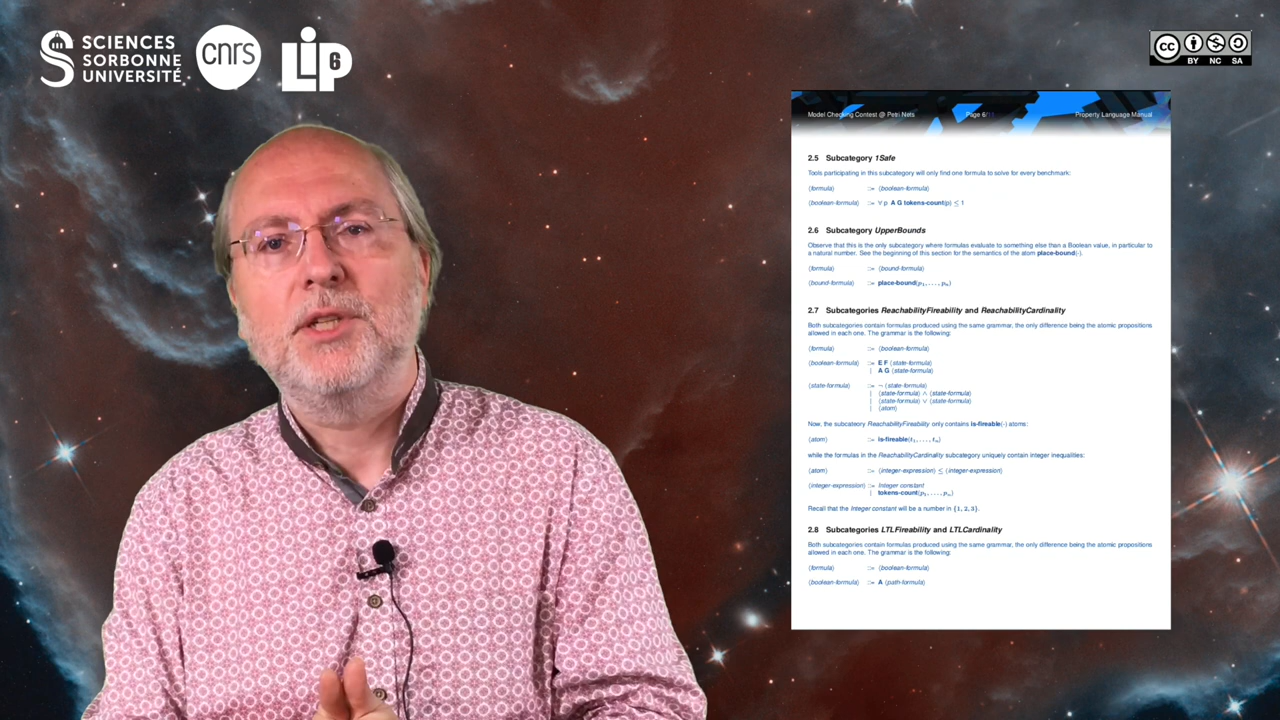 SCIENCES
SORBONNE
UNIVERSITÉ
cnrs
LIP6
cc
BY NC SA
Model Checking Contest @ Petri Nets Page 6/ Property Language Manual
2.5 Subcategory 1Safe
Tools participating in this subcategory will only find one formula to solve for every benchmark:
⟨formula⟩ ::= ⟨boolean-formula⟩
⟨boolean-formula⟩ ::= ∀ p A G tokens-count(p) ≤ 1
2.6 Subcategory UpperBounds
Observe that this is the only subcategory where formulas evaluate to something else than a Boolean value, in particular to
a natural number. See the beginning of this section for the semantics of the atom place-bound(·).
⟨formula⟩ ::= ⟨bound-formula⟩
⟨bound-formula⟩ ::= place-bound(p₁, . . . , pₙ)
2.7 Subcategories ReachabilityFireability and ReachabilityCardinality
Both subcategories contain formulas produced using the same grammar, the only difference being the atomic propositions
allowed in each one. The grammar is the following:
⟨formula⟩ ::= ⟨boolean-formula⟩
⟨boolean-formula⟩ ::= E F ⟨state-formula⟩
| A G ⟨state-formula⟩
⟨state-formula⟩ ::= ¬ ⟨state-formula⟩
| ⟨state-formula⟩ ∧ ⟨state-formula⟩
| ⟨state-formula⟩ ∨ ⟨state-formula⟩
| ⟨atom⟩
Now, the subcateory ReachabilityFireability only contains is-fireable(·) atoms:
⟨atom⟩ ::= is-fireable(t₁, . . . , tₙ)
while the formulas in the ReachabilityCardinality subcategory uniquely contain integer inequalities:
⟨atom⟩ ::= ⟨integer-expression⟩ ≤ ⟨integer-expression⟩
⟨integer-expression⟩ ::= Integer constant
| tokens-count(p₁, . . . , pₙ)
Recall that the Integer constant will be a number in {1, 2, 3}.
2.8 Subcategories LTLFireability and LTLCardinality
Both subcategories contain formulas produced using the same grammar, the only difference being the atomic propositions
allowed in each one. The grammar is the following:
⟨formula⟩ ::= ⟨boolean-formula⟩
⟨boolean-formula⟩ ::= A ⟨path-formula⟩